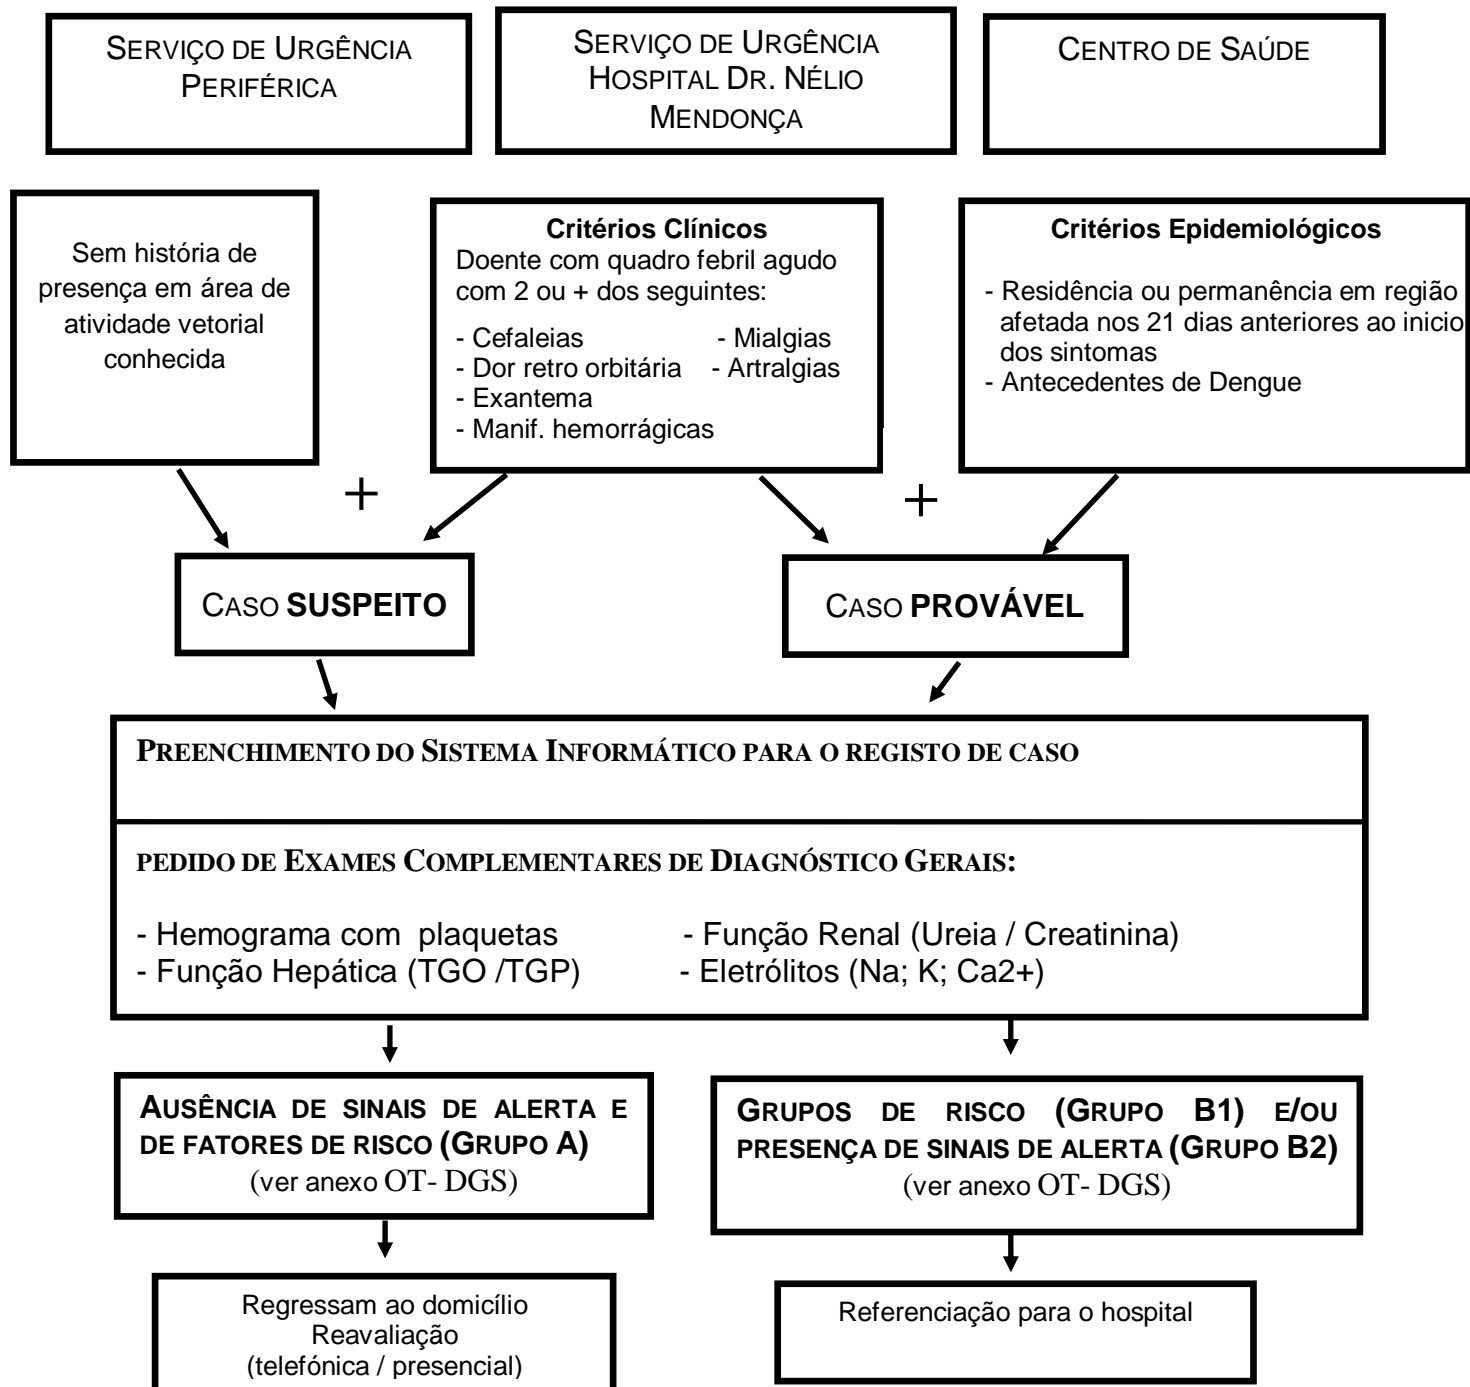 SERVIÇO DE URGÊNCIA
PERIFÉRICA
SERVIÇO DE URGÊNCIA
HOSPITAL DR. NÉLIO
MENDONÇA
CENTRO DE SAÚDE
Sem história de
presença em área de
atividade vetorial
conhecida
Critérios Clínicos
Doente com quadro febril agudo
com 2 ou + dos seguintes:
- Cefaleias - Mialgias
- Dor retro orbitária - Artralgias
- Exantema
- Manif. hemorrágicas
Critérios Epidemiológicos
- Residência ou permanência em região
afetada nos 21 dias anteriores ao inicio
dos sintomas
- Antecedentes de Dengue
+
+
CASO SUSPEITO
CASO PROVÁVEL
PREENCHIMENTO DO SISTEMA INFORMÁTICO PARA O REGISTO DE CASO
PEDIDO DE EXAMES COMPLEMENTARES DE DIAGNÓSTICO GERAIS:
- Hemograma com plaquetas - Função Renal (Ureia / Creatinina)
- Função Hepática (TGO /TGP) - Eletrólitos (Na; K; Ca2+)
AUSÊNCIA DE SINAIS DE ALERTA E
DE FATORES DE RISCO (GRUPO A)
(ver anexo OT- DGS)
GRUPOS DE RISCO (GRUPO B1) E/OU
PRESENÇA DE SINAIS DE ALERTA (GRUPO B2)
(ver anexo OT- DGS)
Regressam ao domicílio
Reavaliação
(telefónica / presencial)
Referenciação para o hospital